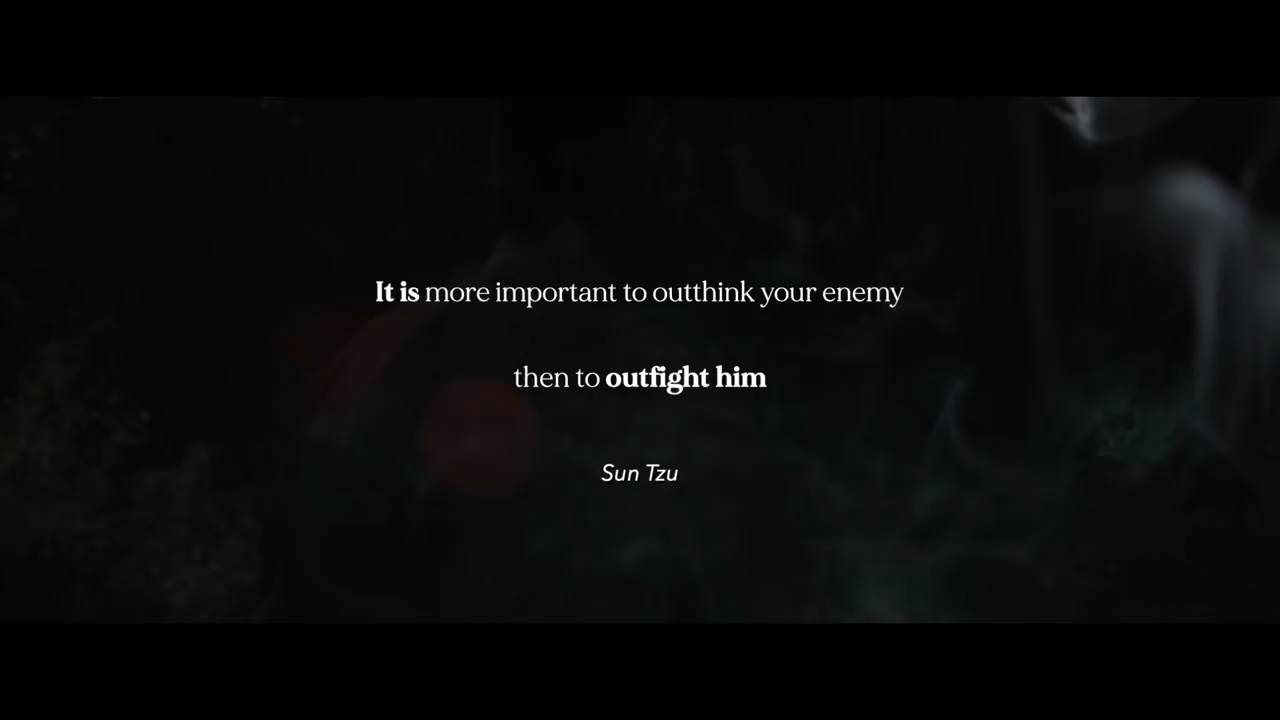 It is more important to outthink your enemy
then to outfight him
Sun Tzu